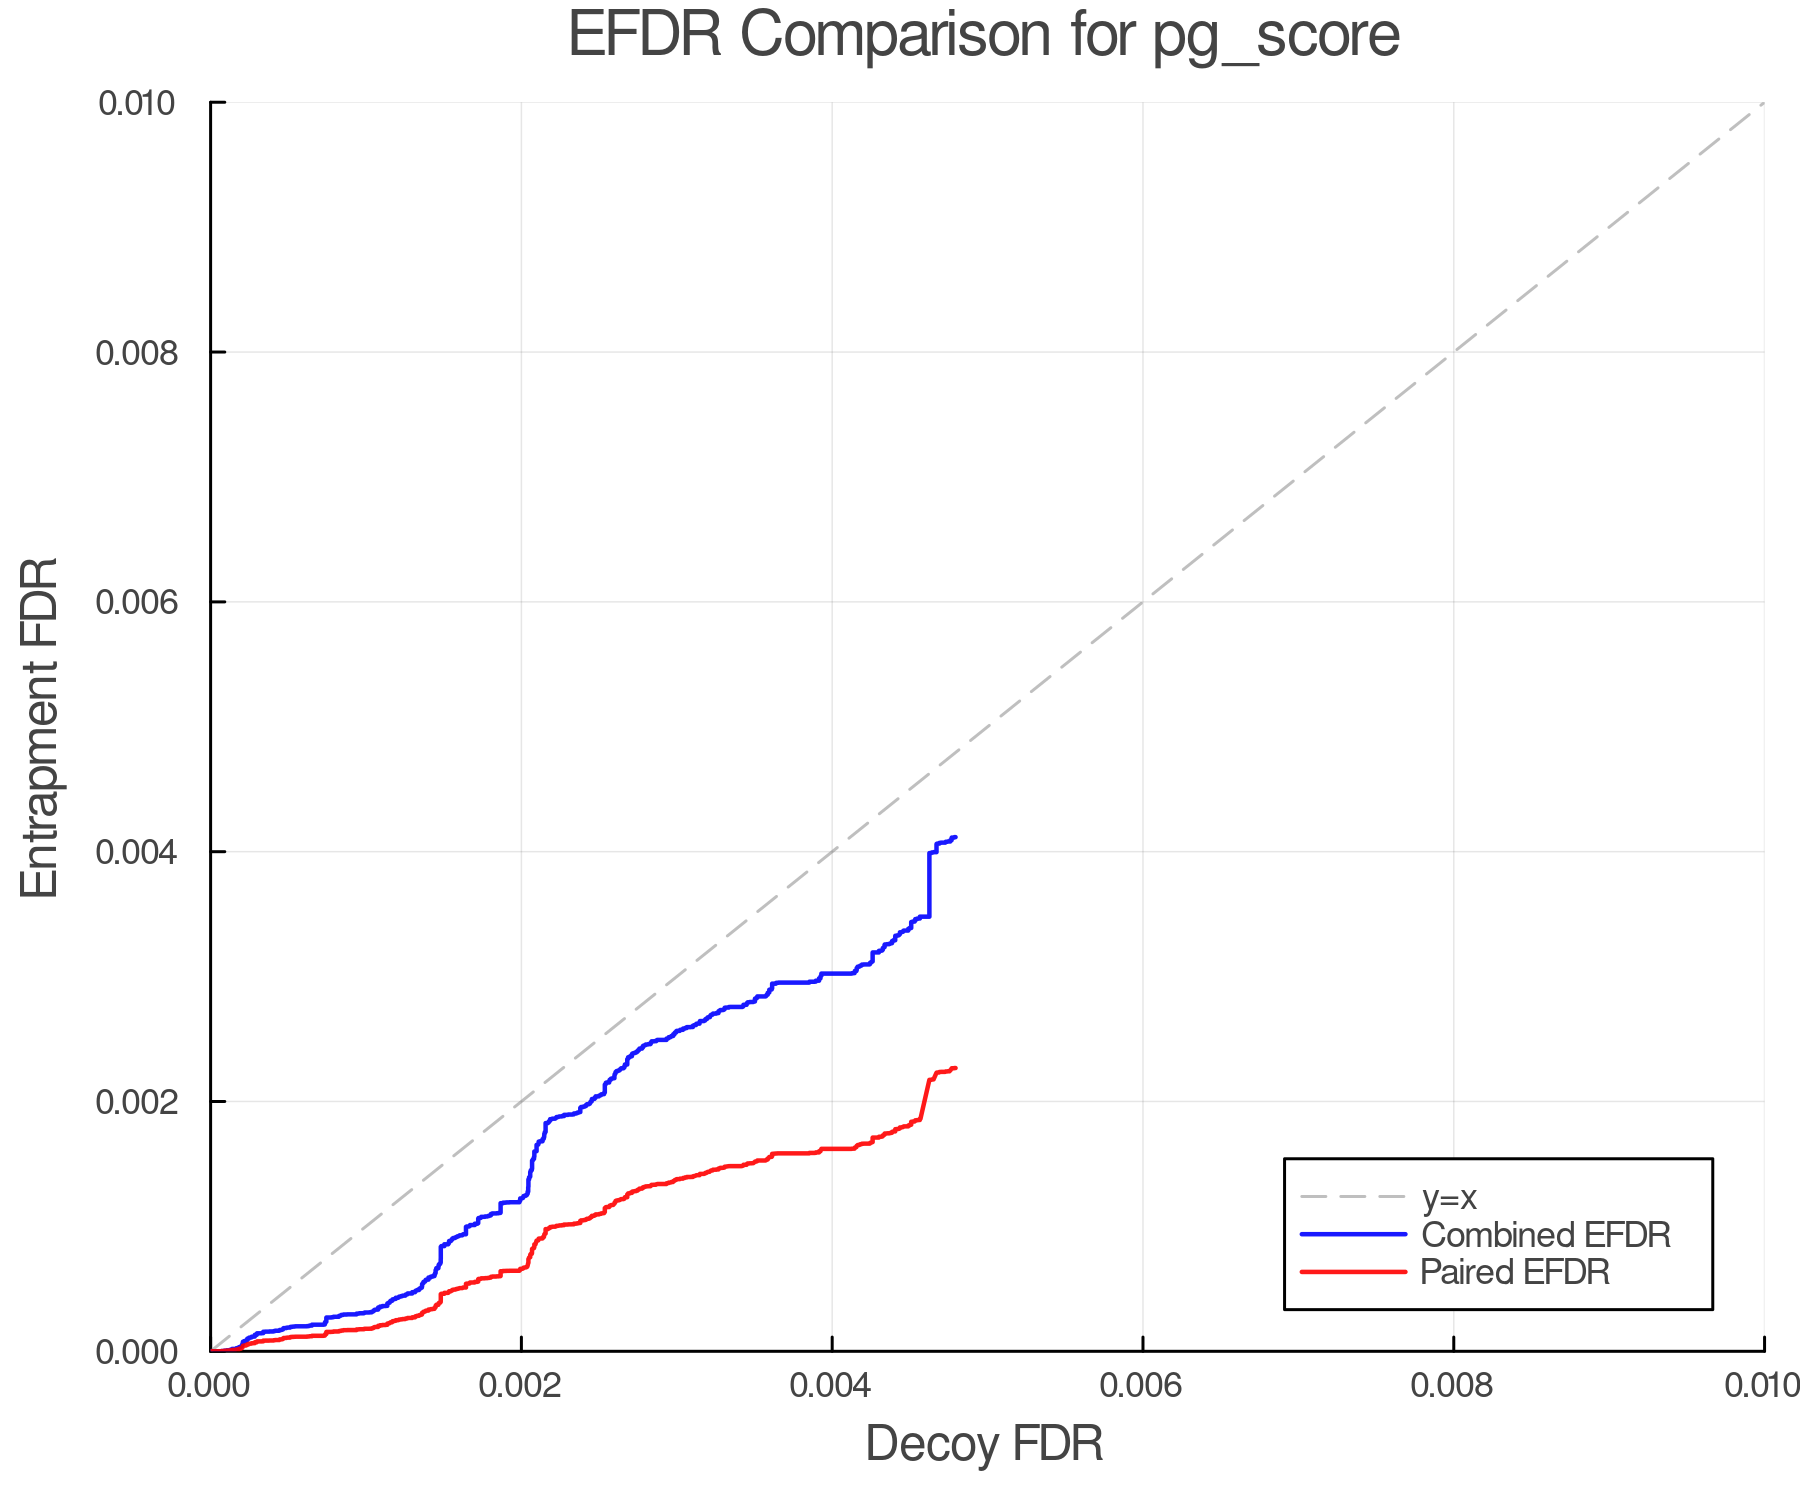 EFDR Comparison for pg_score
0.010
0.008
0.006
0.004
0.002
0.000
Entrapment FDR
0.000 0.002 0.004 0.006 0.008 0.010
Decoy FDR
y=x
Combined EFDR
Paired EFDR